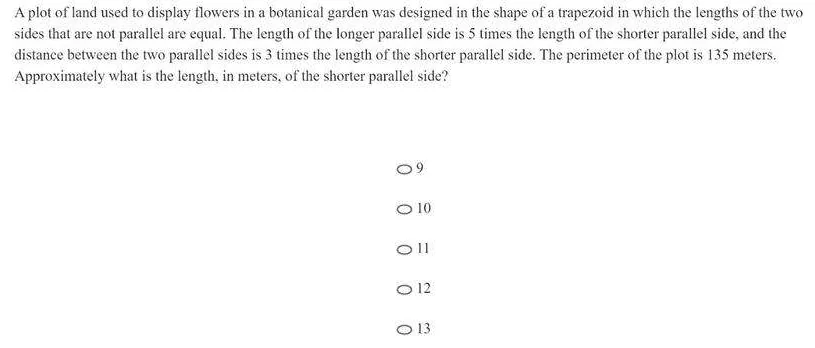 A plot of land used to display flowers in a botanical garden was designed in the shape of a trapezoid in which the lengths of the two
sides that are not parallel are equal. The length of the longer parallel side is 5 times the length of the shorter parallel side, and the
distance between the two parallel sides is 3 times the length of the shorter parallel side. The perimeter of the plot is 135 meters.
Approximately what is the length, in meters, of the shorter parallel side?
9
10
11
12
13